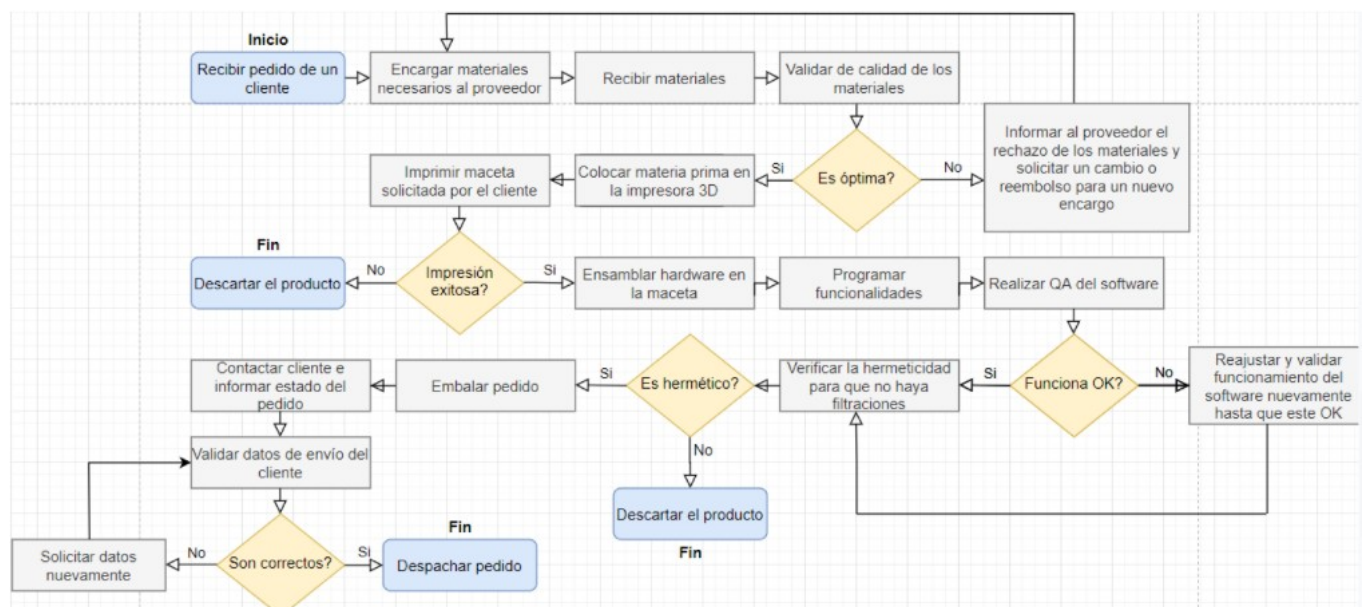 Inicio
Recibir pedido de un
cliente
Encargar materiales
necesarios al proveedor
Recibir materiales
Validar de calidad de los
materiales
Informar al proveedor el
rechazo de los materiales y
solicitar un cambio o
reembolso para un nuevo
encargo
Imprimir maceta
solicitada por el cliente
Colocar materia prima en
la impresora 3D
Si
Es óptima?
No
Fin
Descartar el producto
No
Impresión
exitosa?
Si
Ensamblar hardware en
la maceta
Programar
funcionalidades
Realizar QA del software
Contactar cliente e
informar estado del
pedido
Embalar pedido
Si
Es hermético?
Verificar la hermeticidad
para que no haya
filtraciones
Si
Funciona OK?
No
Reajustar y validar
funcionamiento del
software nuevamente
hasta que este OK
No
Validar datos de envío del
cliente
Descartar el producto
Fin
Solicitar datos
nuevamente
No
Son correctos?
Si
Fin
Despachar pedido